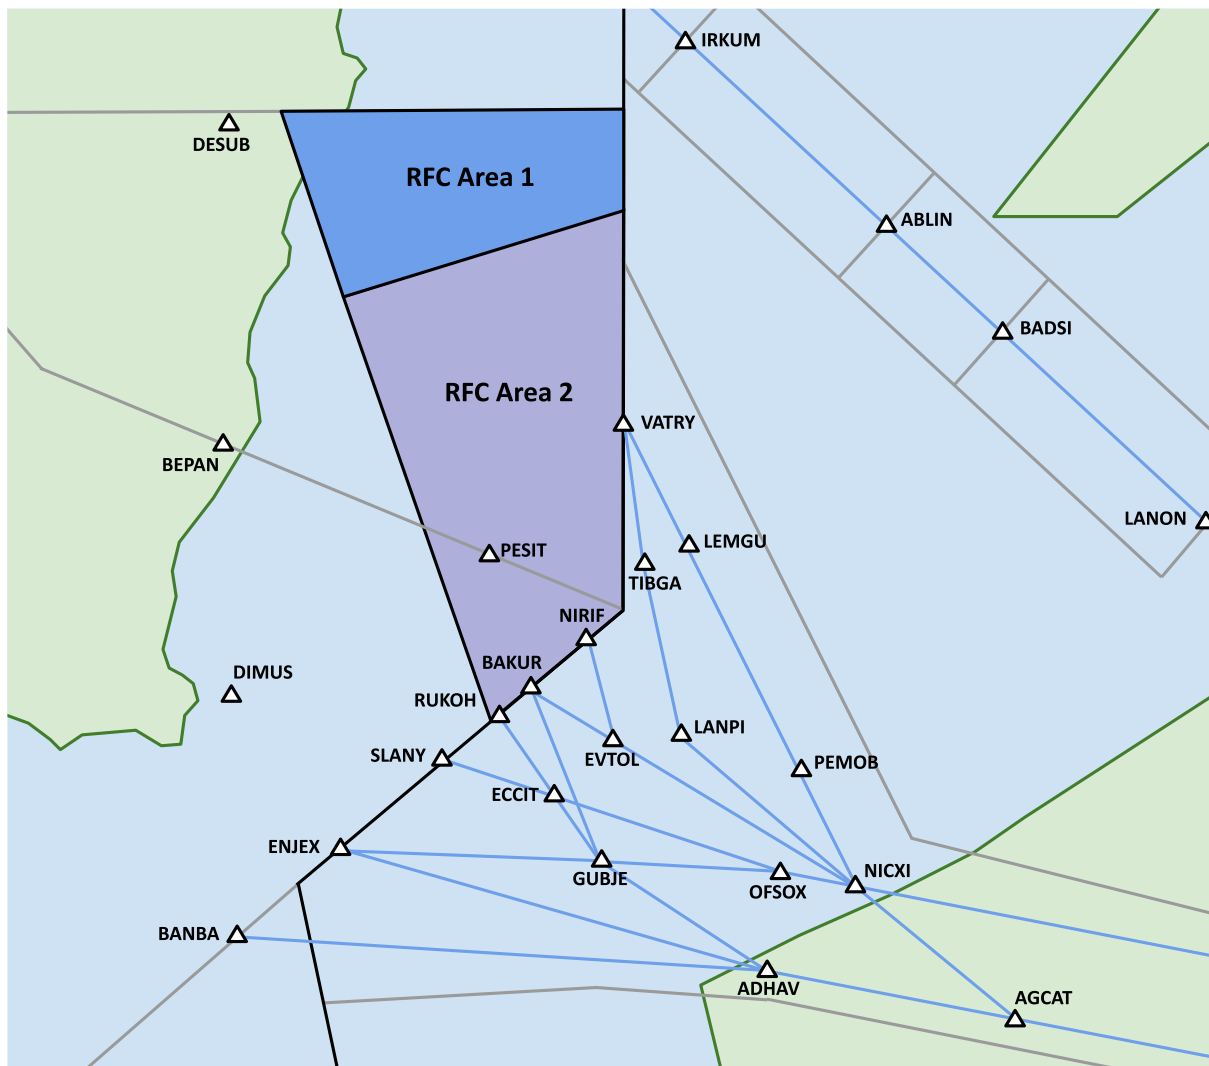 IRKUM
DESUB
RFC Area 1
ABLIN
BADSI
RFC Area 2
VATRY
BEPAN
LANON
LEMGU
PESIT
TIBGA
NIRIF
BAKUR
DIMUS
RUKOH
LANPI
SLANY
EVTOL
PEMOB
ECCIT
ENJEX
NICXI
GUBJE
OFSOX
BANBA
ADHAV
AGCAT